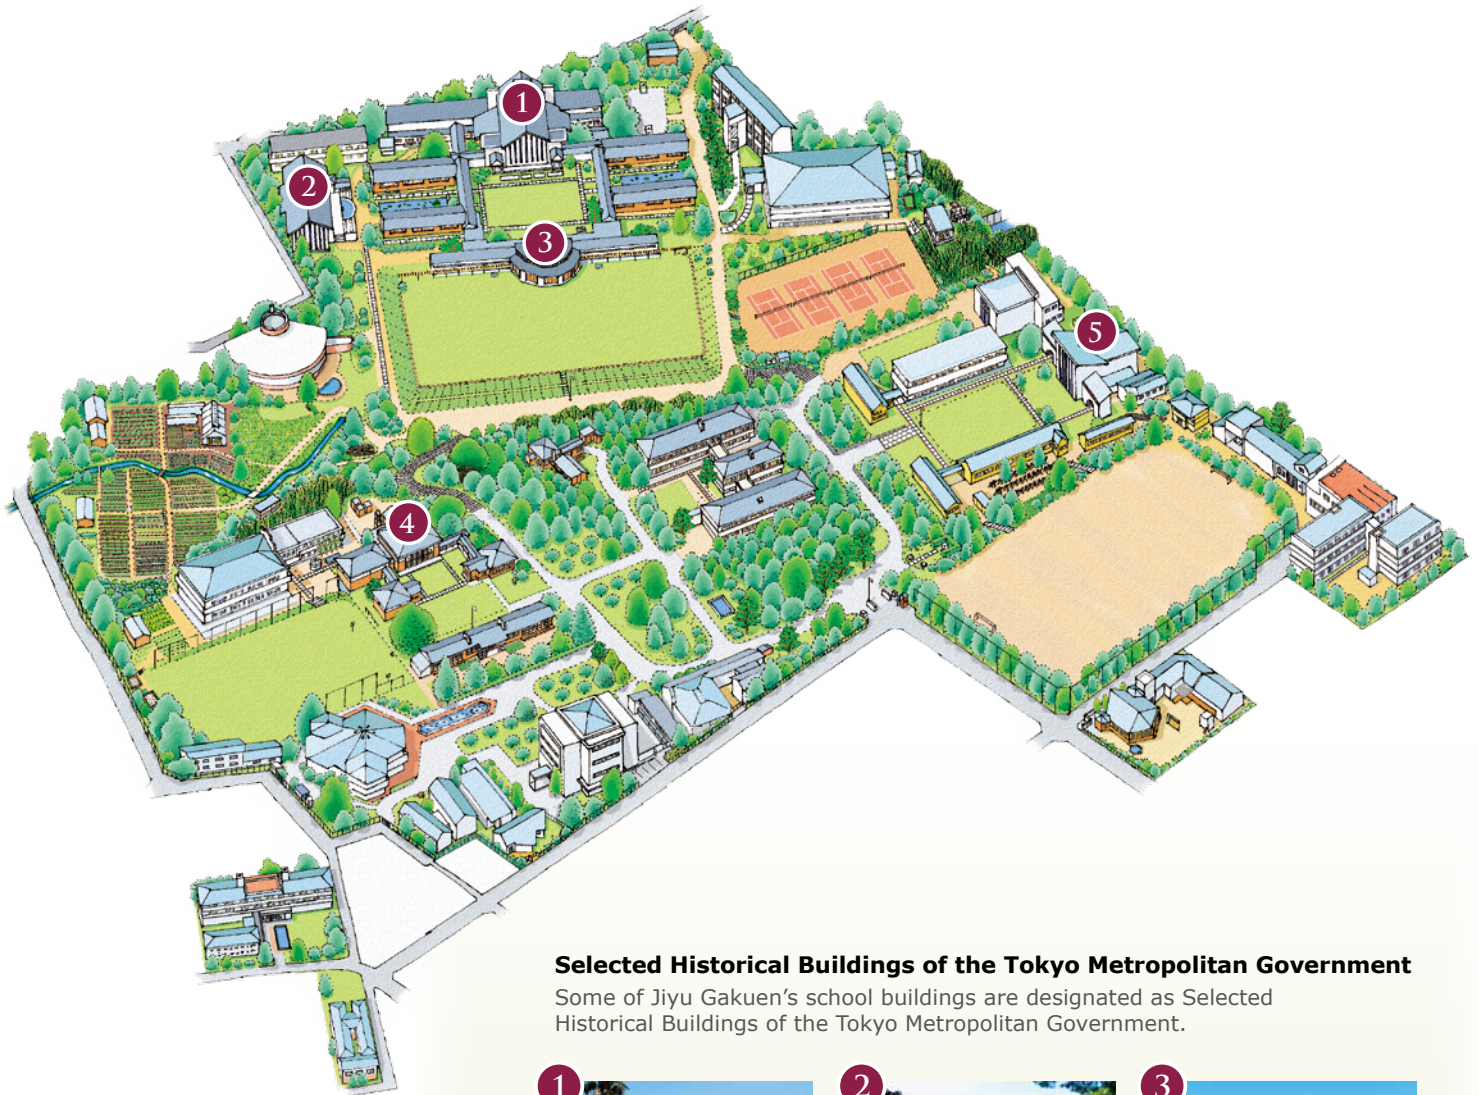 1
2
3
5
4
Selected Historical Buildings of the Tokyo Metropolitan Government
Some of Jiyu Gakuen’s school buildings are designated as Selected
Historical Buildings of the Tokyo Metropolitan Government.
1
2
3